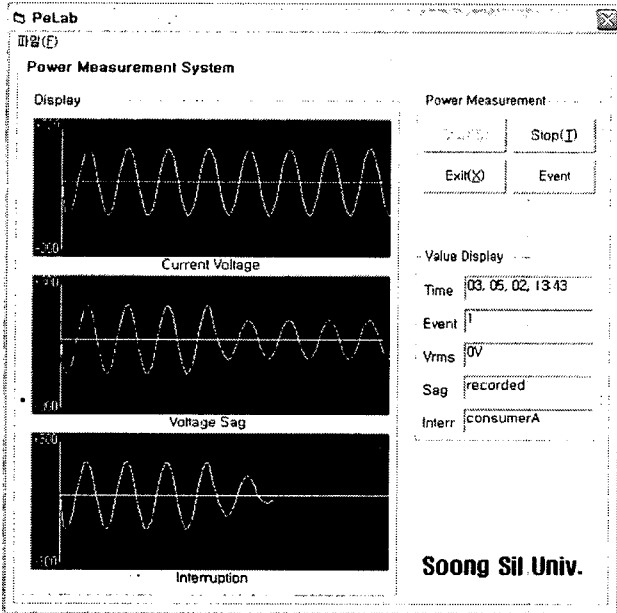 PeLab
파일(F)
Power Measurement System
Display
Current Voltage
Voltage Sag
Interruption
Power Measurement
Stop(T)
Exit(X)
Event
Value Display
Time 03, 05, 02, 13:43
Event 1
Vrms 0V
Sag recorded
Interr consumerA
Soong Sil Univ.